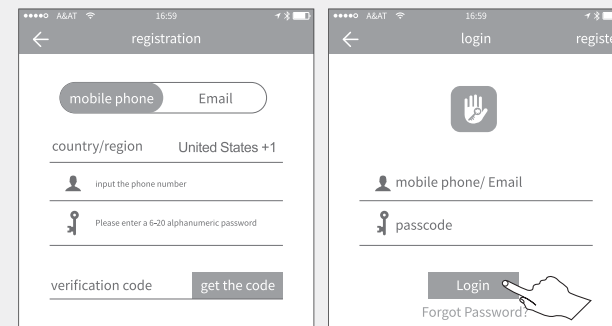 A&AT 16:59
registration
mobile phone Email
country/region United States +1
input the phone number
Please enter a 6-20 alphanumeric password
verification code get the code
A&AT 16:59
login registe
mobile phone/ Email
passcode
Login
Forgot Password?